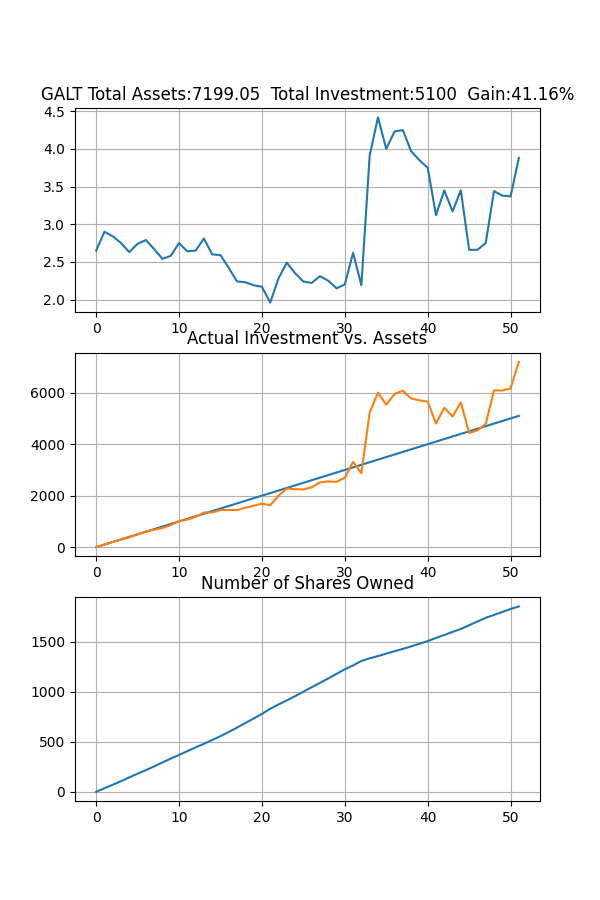 GALT Total Assets:7199.05  Total Investment:5100  Gain:41.16%
4.5
4.0
3.5
3.0
2.5
2.0
0 10 20 30 40 50
Actual Investment vs. Assets
6000
4000
2000
0
0 10 20 30 40 50
Number of Shares Owned
1500
1000
500
0
0 10 20 30 40 50